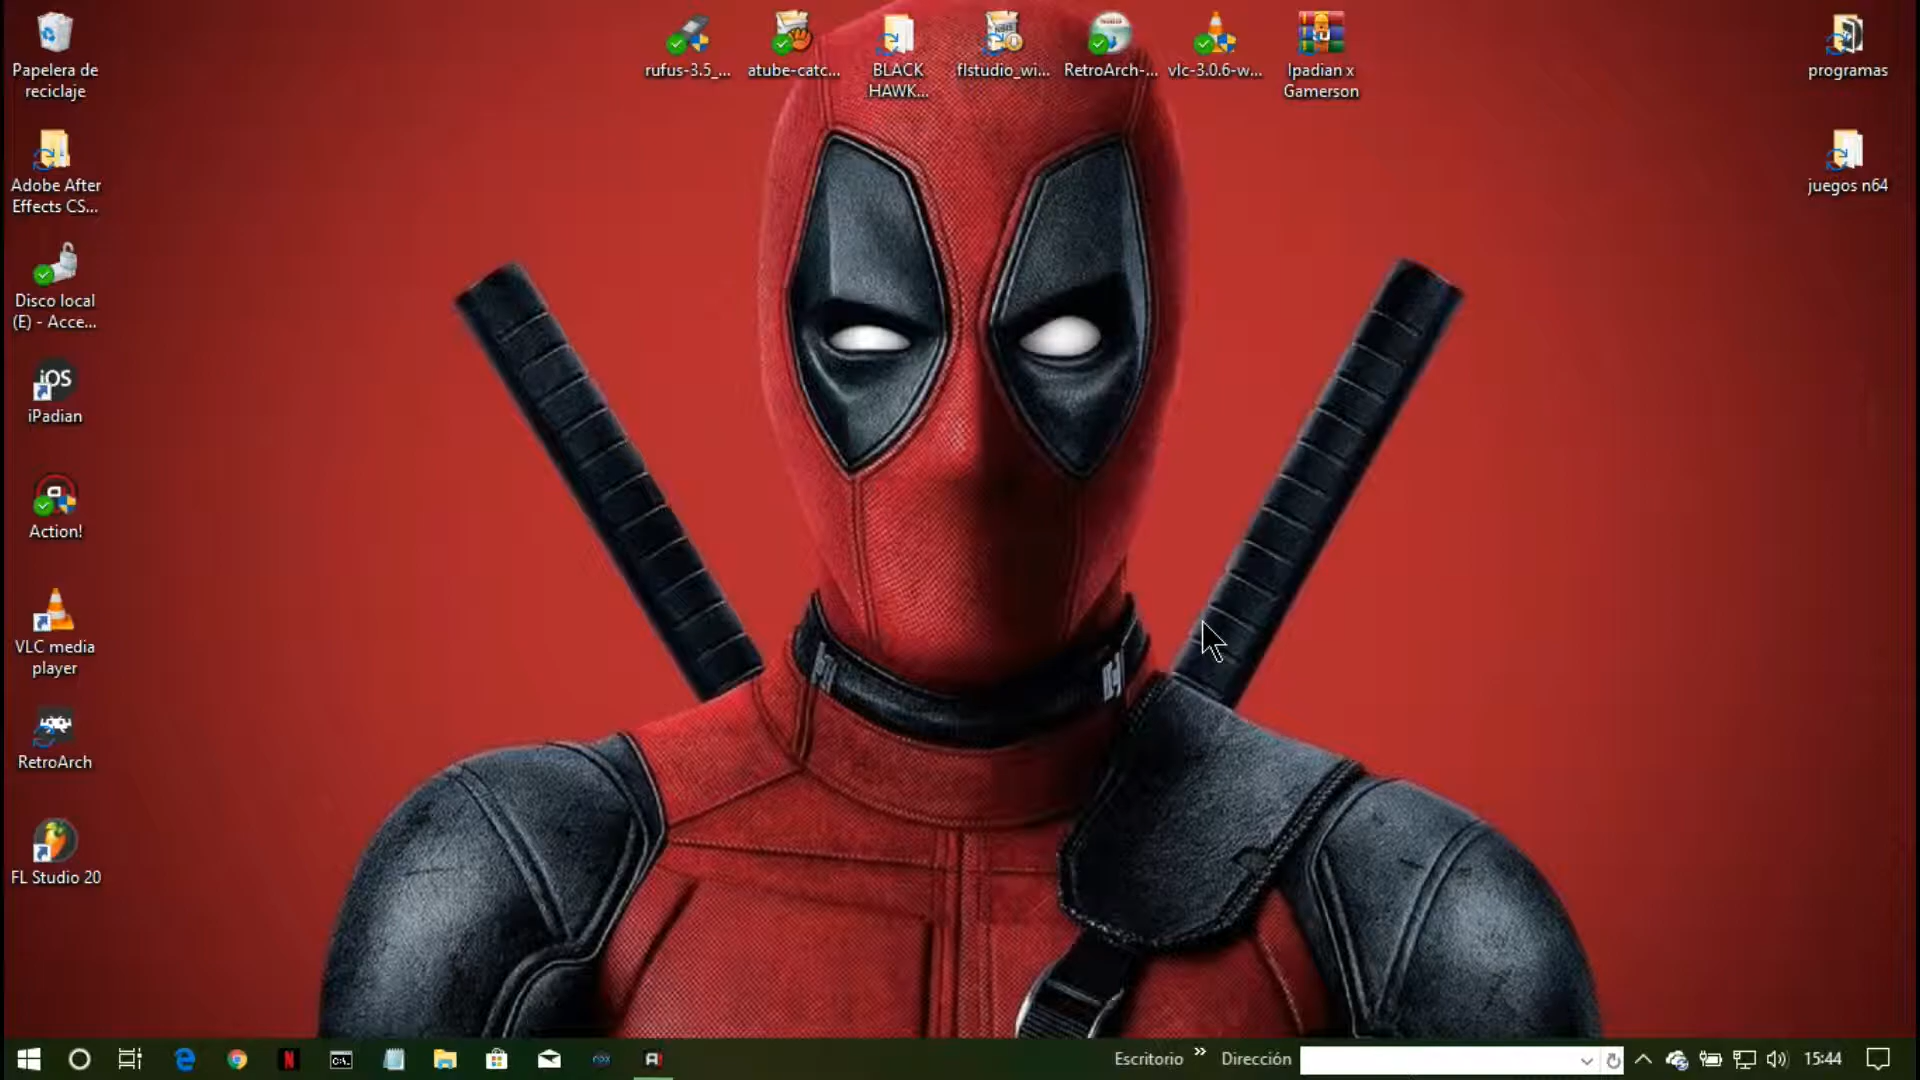 Papelera de
reciclaje
Adobe After
Effects CS...
Disco local
(E) - Acce...
iOS
iPadian
Action!
VLC media
player
RetroArch
FL Studio 20
rufus-3.5_...
atube-catc...
BLACK
HAWK...
flstudio_wi...
RetroArch-...
vlc-3.0.6-w...
Ipadian x
Gamerson
programas
juegos n64
Escritorio
Dirección
15:44